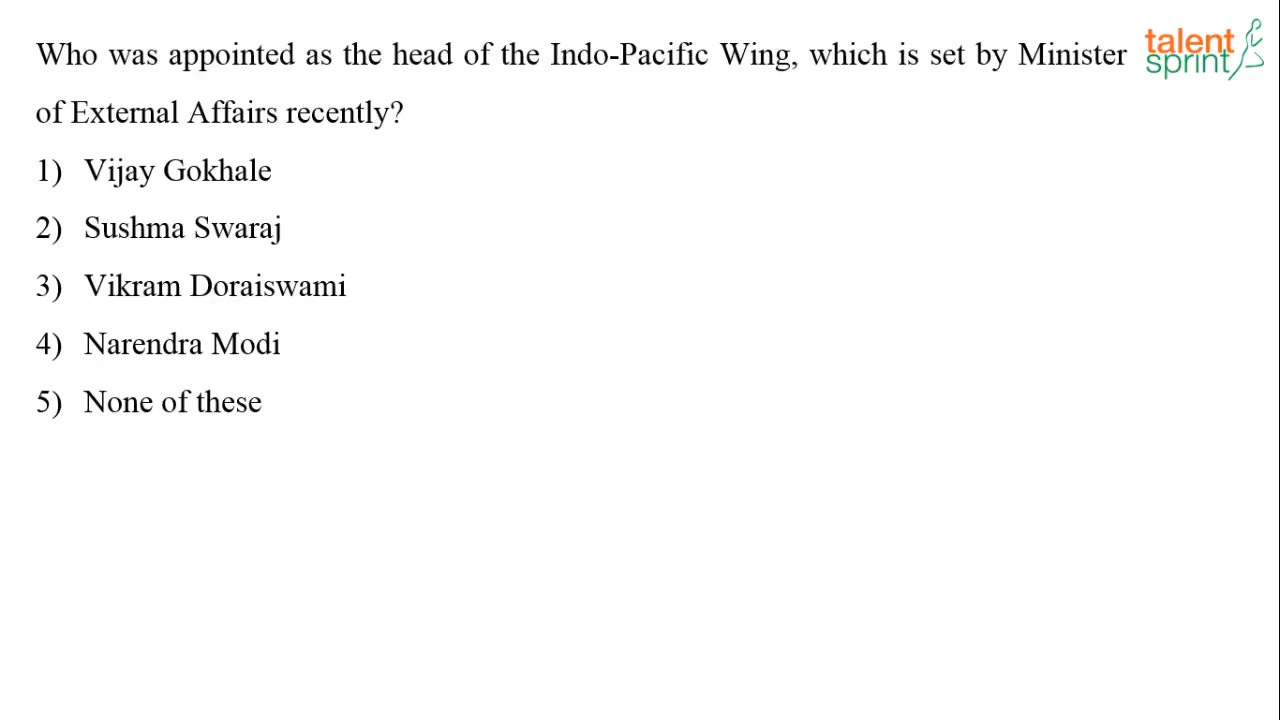 Who was appointed as the head of the Indo-Pacific Wing, which is set by Minister
of External Affairs recently?
1) Vijay Gokhale
2) Sushma Swaraj
3) Vikram Doraiswami
4) Narendra Modi
5) None of these
talent
sprint